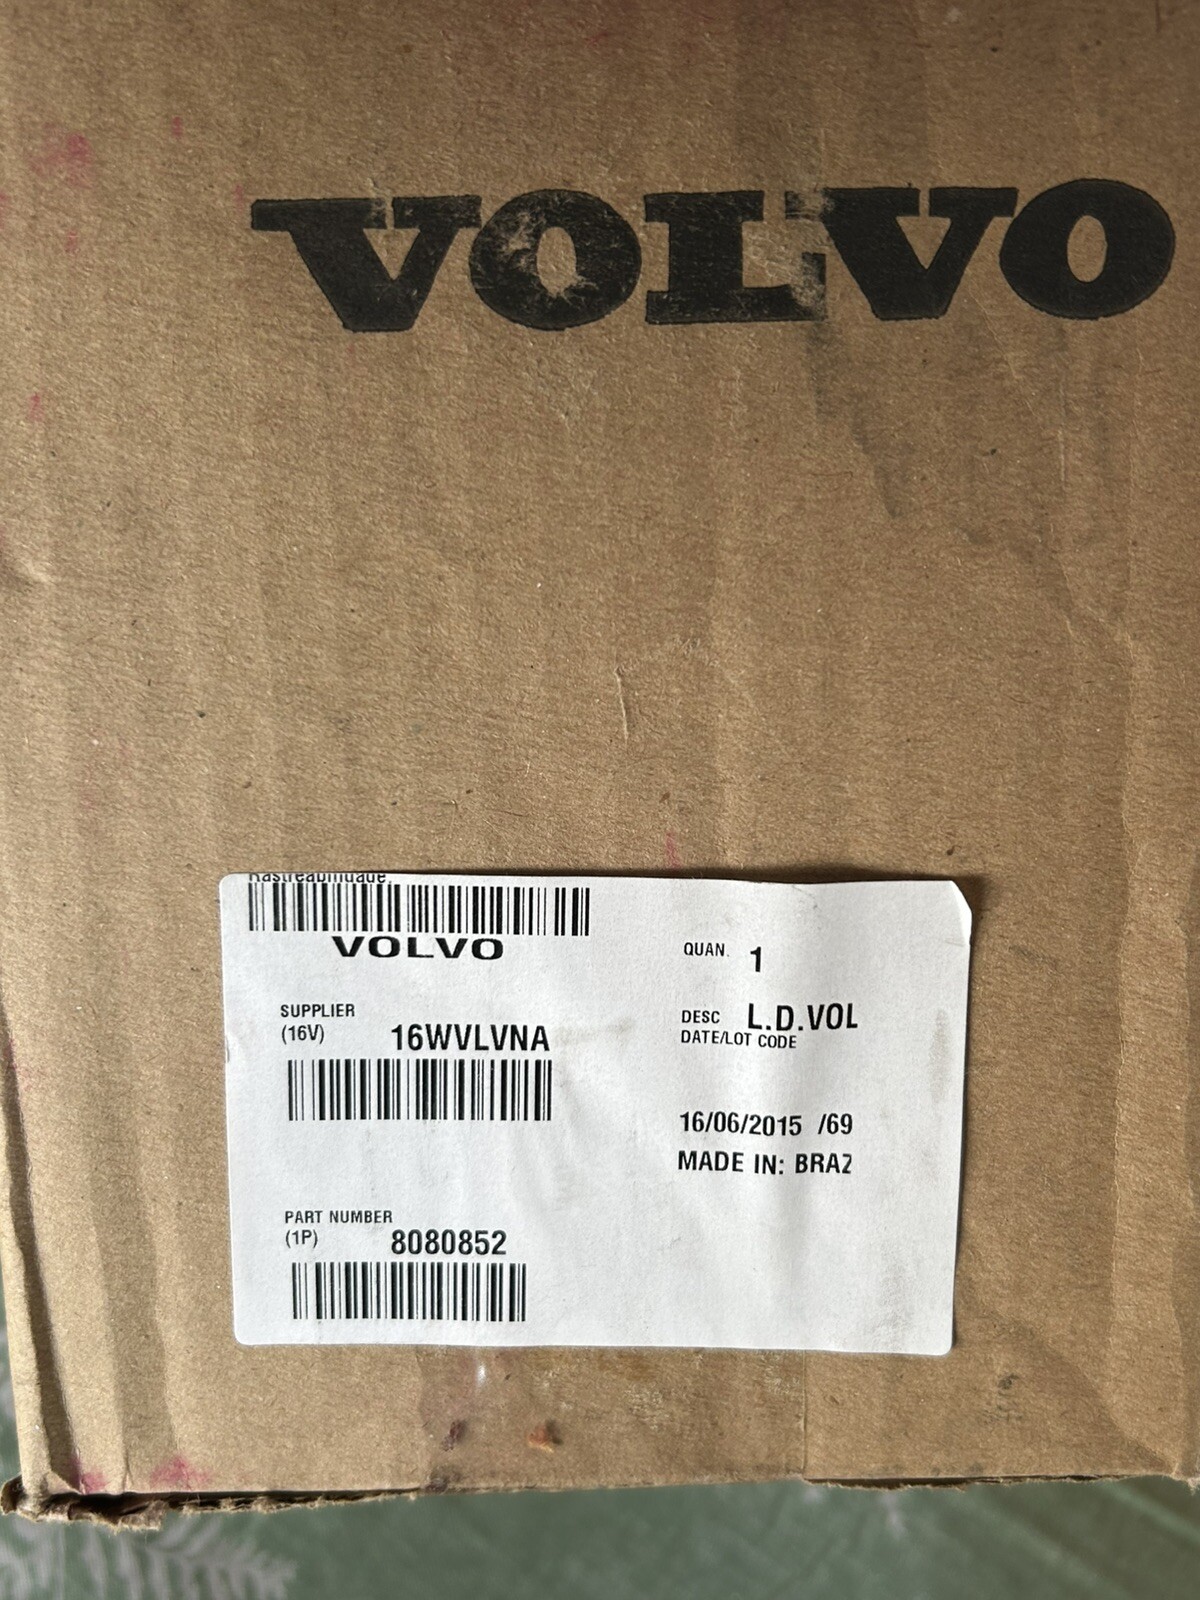 VOLVO
Rastreabilidade
VOLVO
QUAN. 1
SUPPLIER
(16V) 16WVLVNA
DESC L.D.VOL
DATE/LOT CODE
16/06/2015 /69
MADE IN: BRAZ
PART NUMBER
(1P) 8080852